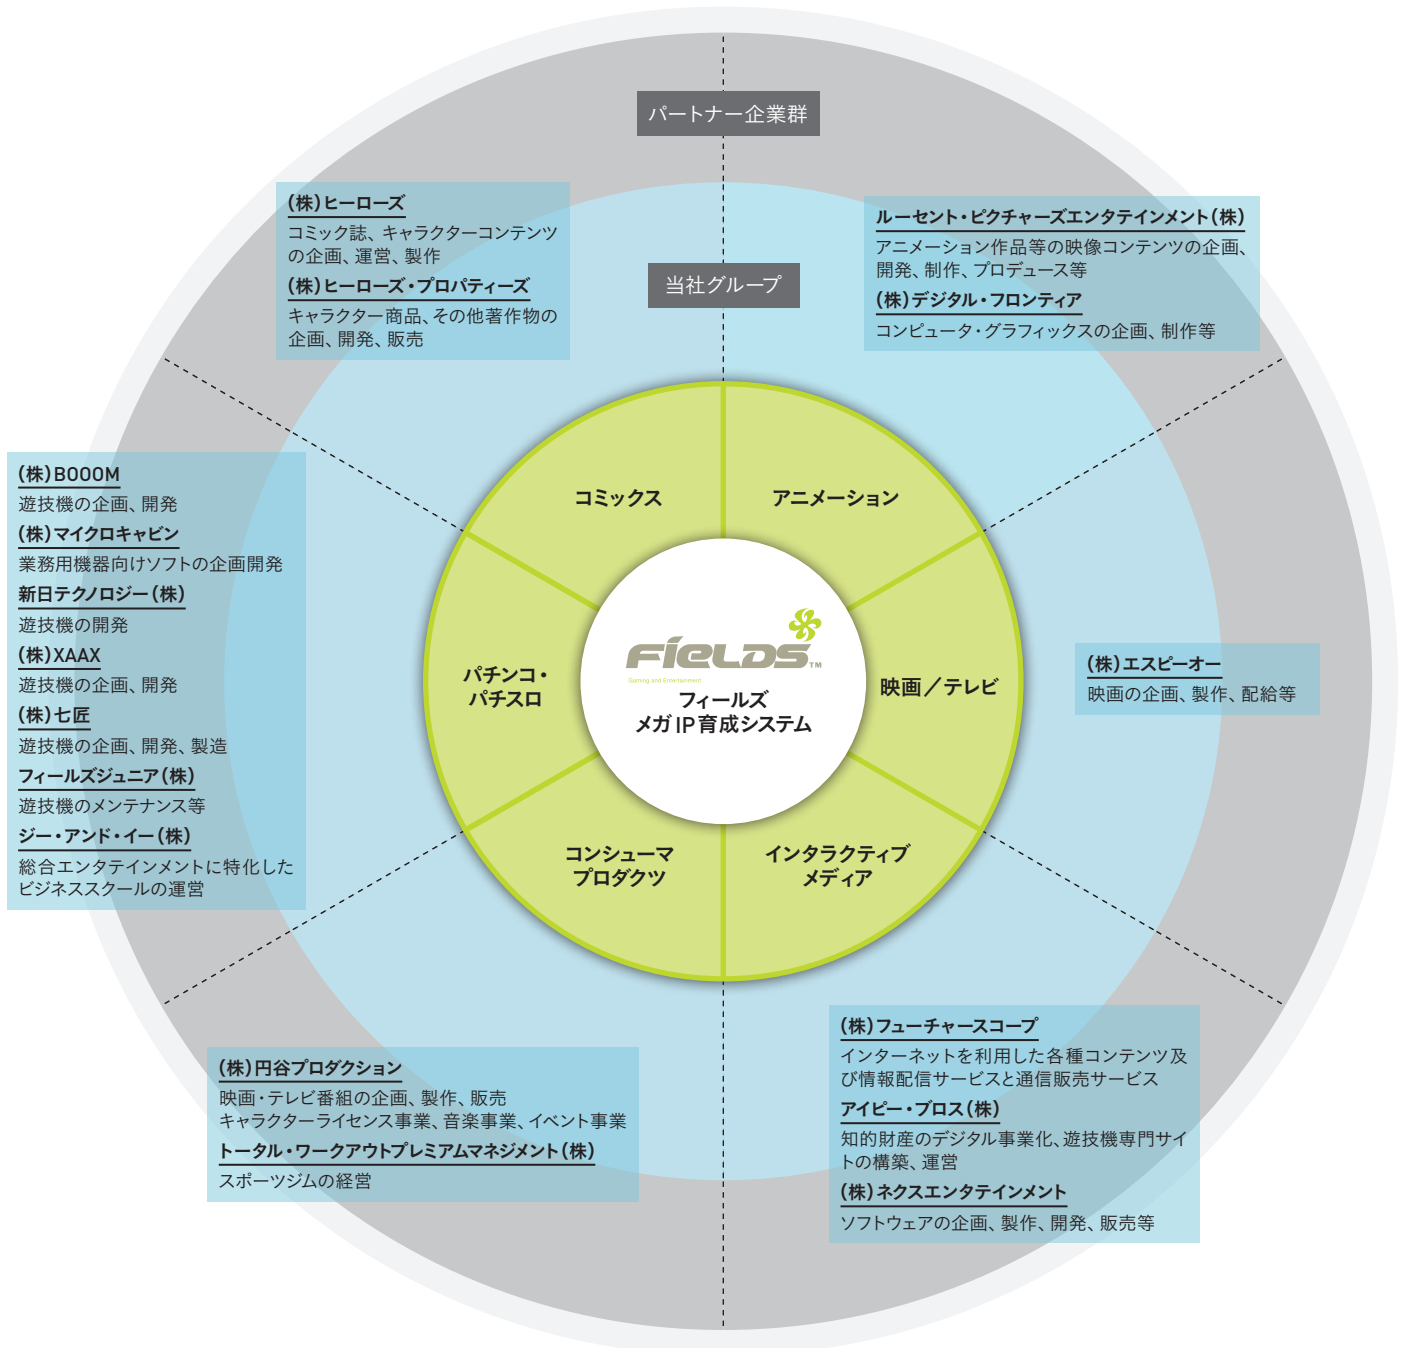 パートナー企業群
(株)ヒーローズ
コミック誌、キャラクターコンテンツ
の企画、運営、製作
(株)ヒーローズ・プロパティーズ
キャラクター商品、その他著作物の
企画、開発、販売
ルーセント・ピクチャーズエンタテインメント(株)
アニメーション作品等の映像コンテンツの企画、
開発、制作、プロデュース等
(株)デジタル・フロンティア
コンピュータ・グラフィックスの企画、制作等
当社グループ
(株)BOOOM
遊技機の企画、開発
(株)マイクロキャビン
業務用機器向けソフトの企画開発
新日テクノロジー(株)
遊技機の開発
(株)XAAX
遊技機の企画、開発
(株)七匠
遊技機の企画、開発、製造
フィールズジュニア(株)
遊技機のメンテナンス等
ジー・アンド・イー(株)
総合エンタテインメントに特化した
ビジネススクールの運営
コミックス
アニメーション
パチンコ・
パチスロ
FIELDS™
Gaming and Entertainment
フィールズ
メガIP育成システム
映画／テレビ
コンシューマ
プロダクツ
インタラクティブ
メディア
(株)エスピーオー
映画の企画、製作、配給等
(株)円谷プロダクション
映画・テレビ番組の企画、製作、販売
キャラクターライセンス事業、音楽事業、イベント事業
トータル・ワークアウトプレミアムマネジメント(株)
スポーツジムの経営
(株)フューチャースコープ
インターネットを利用した各種コンテンツ及
び情報配信サービスと通信販売サービス
アイピー・ブロス(株)
知的財産のデジタル事業化、遊技機専門サイ
トの構築、運営
(株)ネクスエンタテインメント
ソフトウェアの企画、製作、開発、販売等